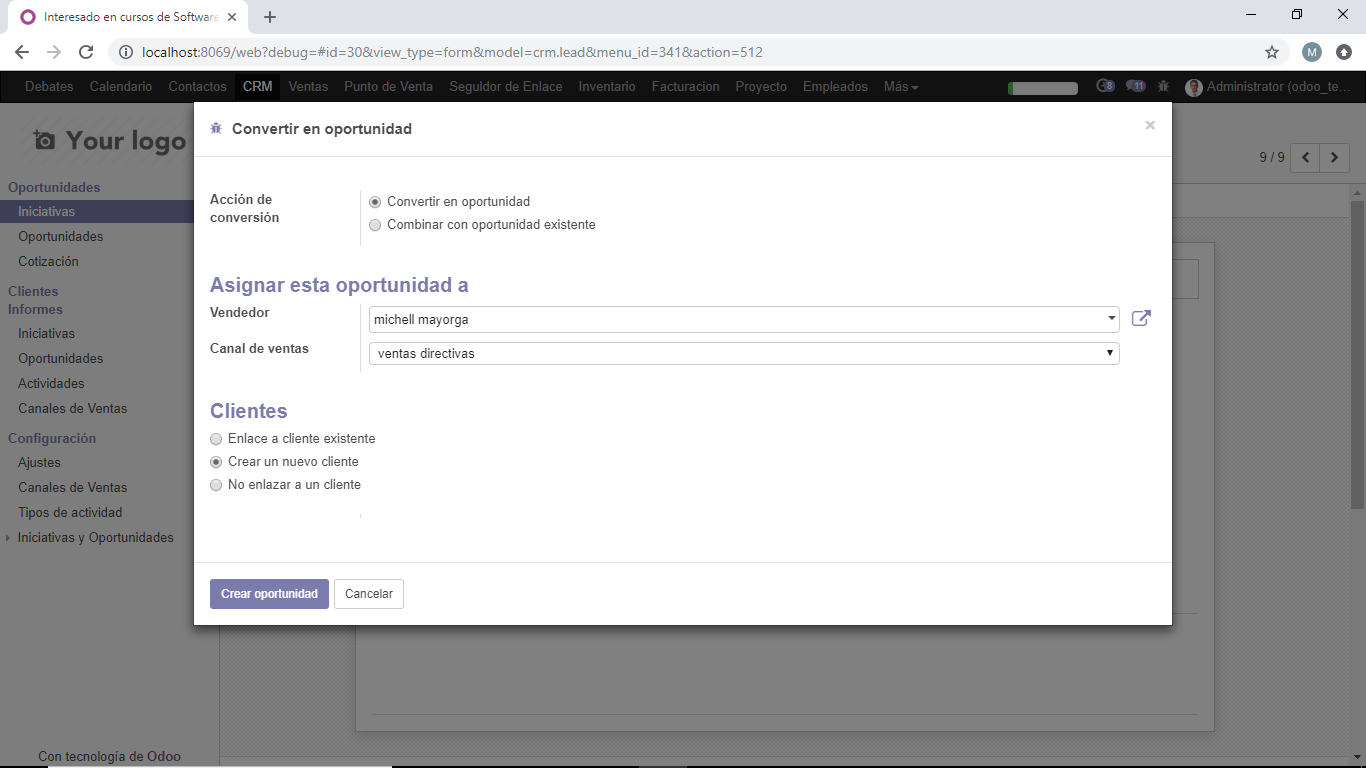 Interesado en cursos de Software
localhost:8069/web?debug=#id=30&view_type=form&model=crm.lead&menu_id=341&action=512
M
Debates Calendario Contactos CRM Ventas Punto de Venta Seguidor de Enlace Inventario Facturacion Proyecto Empleados Más 8 11 Administrator (odoo_te...
Your logo
Convertir en oportunidad ×
9 / 9
Oportunidades
Iniciativas
Oportunidades
Cotización
Clientes
Informes
Iniciativas
Oportunidades
Actividades
Canales de Ventas
Configuración
Ajustes
Canales de Ventas
Tipos de actividad
Iniciativas y Oportunidades
Con tecnología de Odoo
Acción de
conversión
Convertir en oportunidad
Combinar con oportunidad existente
Asignar esta oportunidad a
Vendedor michell mayorga
Canal de ventas ventas directivas
Clientes
Enlace a cliente existente
Crear un nuevo cliente
No enlazar a un cliente
Crear oportunidad Cancelar